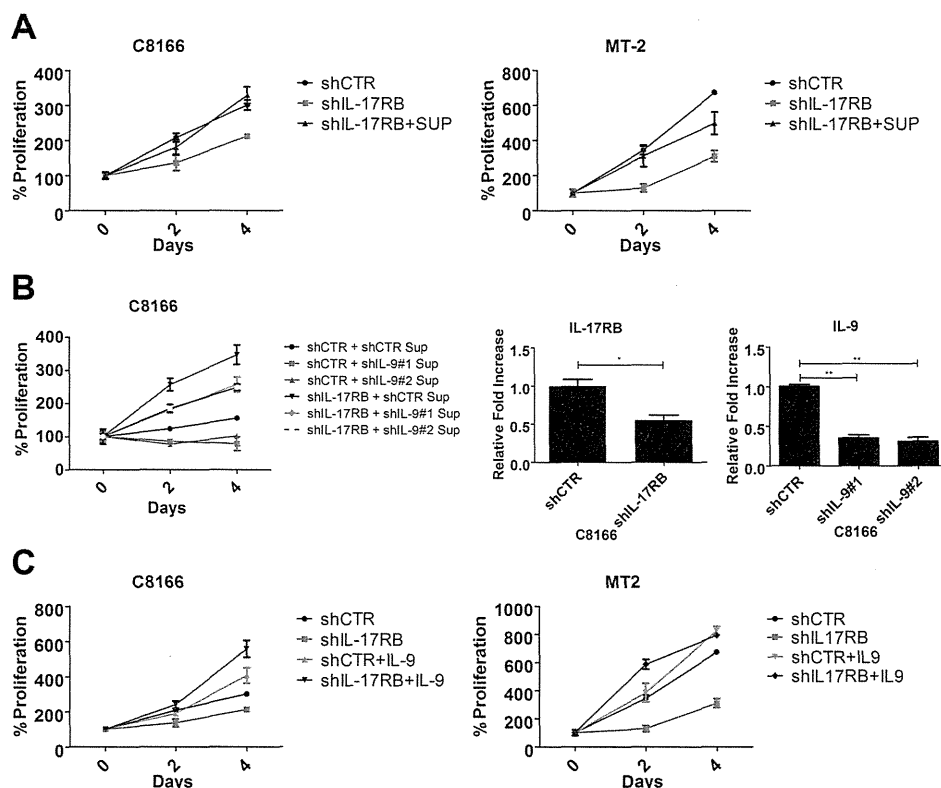 A
C8166
% Proliferation
400
300
200
100
0
0
2
4
Days
shCTR
shIL-17RB
shIL-17RB+SUP
MT-2
% Proliferation
800
600
400
200
0
0
2
4
Days
shCTR
shIL-17RB
shIL-17RB+SUP
B
C8166
% Proliferation
400
300
200
100
0
0
2
4
Days
shCTR + shCTR Sup
shCTR + shIL-9#1 Sup
shCTR + shIL-9#2 Sup
shIL-17RB + shCTR Sup
shIL-17RB + shIL-9#1 Sup
shIL-17RB + shIL-9#2 Sup
IL-17RB
Relative Fold Increase
1.5
1.0
0.5
0.0
*
shCTR
shIL-17RB
C8166
IL-9
Relative Fold Increase
1.5
1.0
0.5
0.0
**
**
shCTR
shIL-9#1
shIL-9#2
C8166
C
C8166
% Proliferation
800
600
400
200
0
0
2
4
Days
shCTR
shIL-17RB
shCTR+IL-9
shIL-17RB+IL-9
MT2
% Proliferation
1000
800
600
400
200
0
0
2
4
Days
shCTR
shIL17RB
shCTR+IL9
shIL17RB+IL9